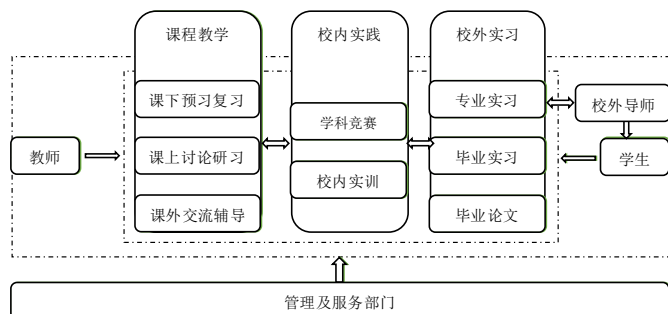 课程教学
校内实践
校外实习
课下预习复习
专业实习
校外导师
学科竞赛
教师
课上讨论研习
毕业实习
学生
校内实训
课外交流辅导
毕业论文
管理及服务部门